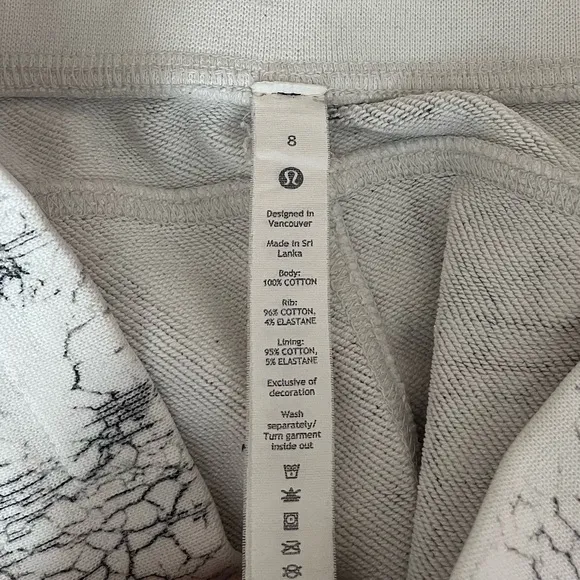 8
Designed in
Vancouver
Made in Sri
Lanka
Body:
100% COTTON
Rib:
96% COTTON,
4% ELASTANE
Lining:
95% COTTON,
5% ELASTANE
Exclusive of
decoration
Wash
separately/
Turn garment
inside out